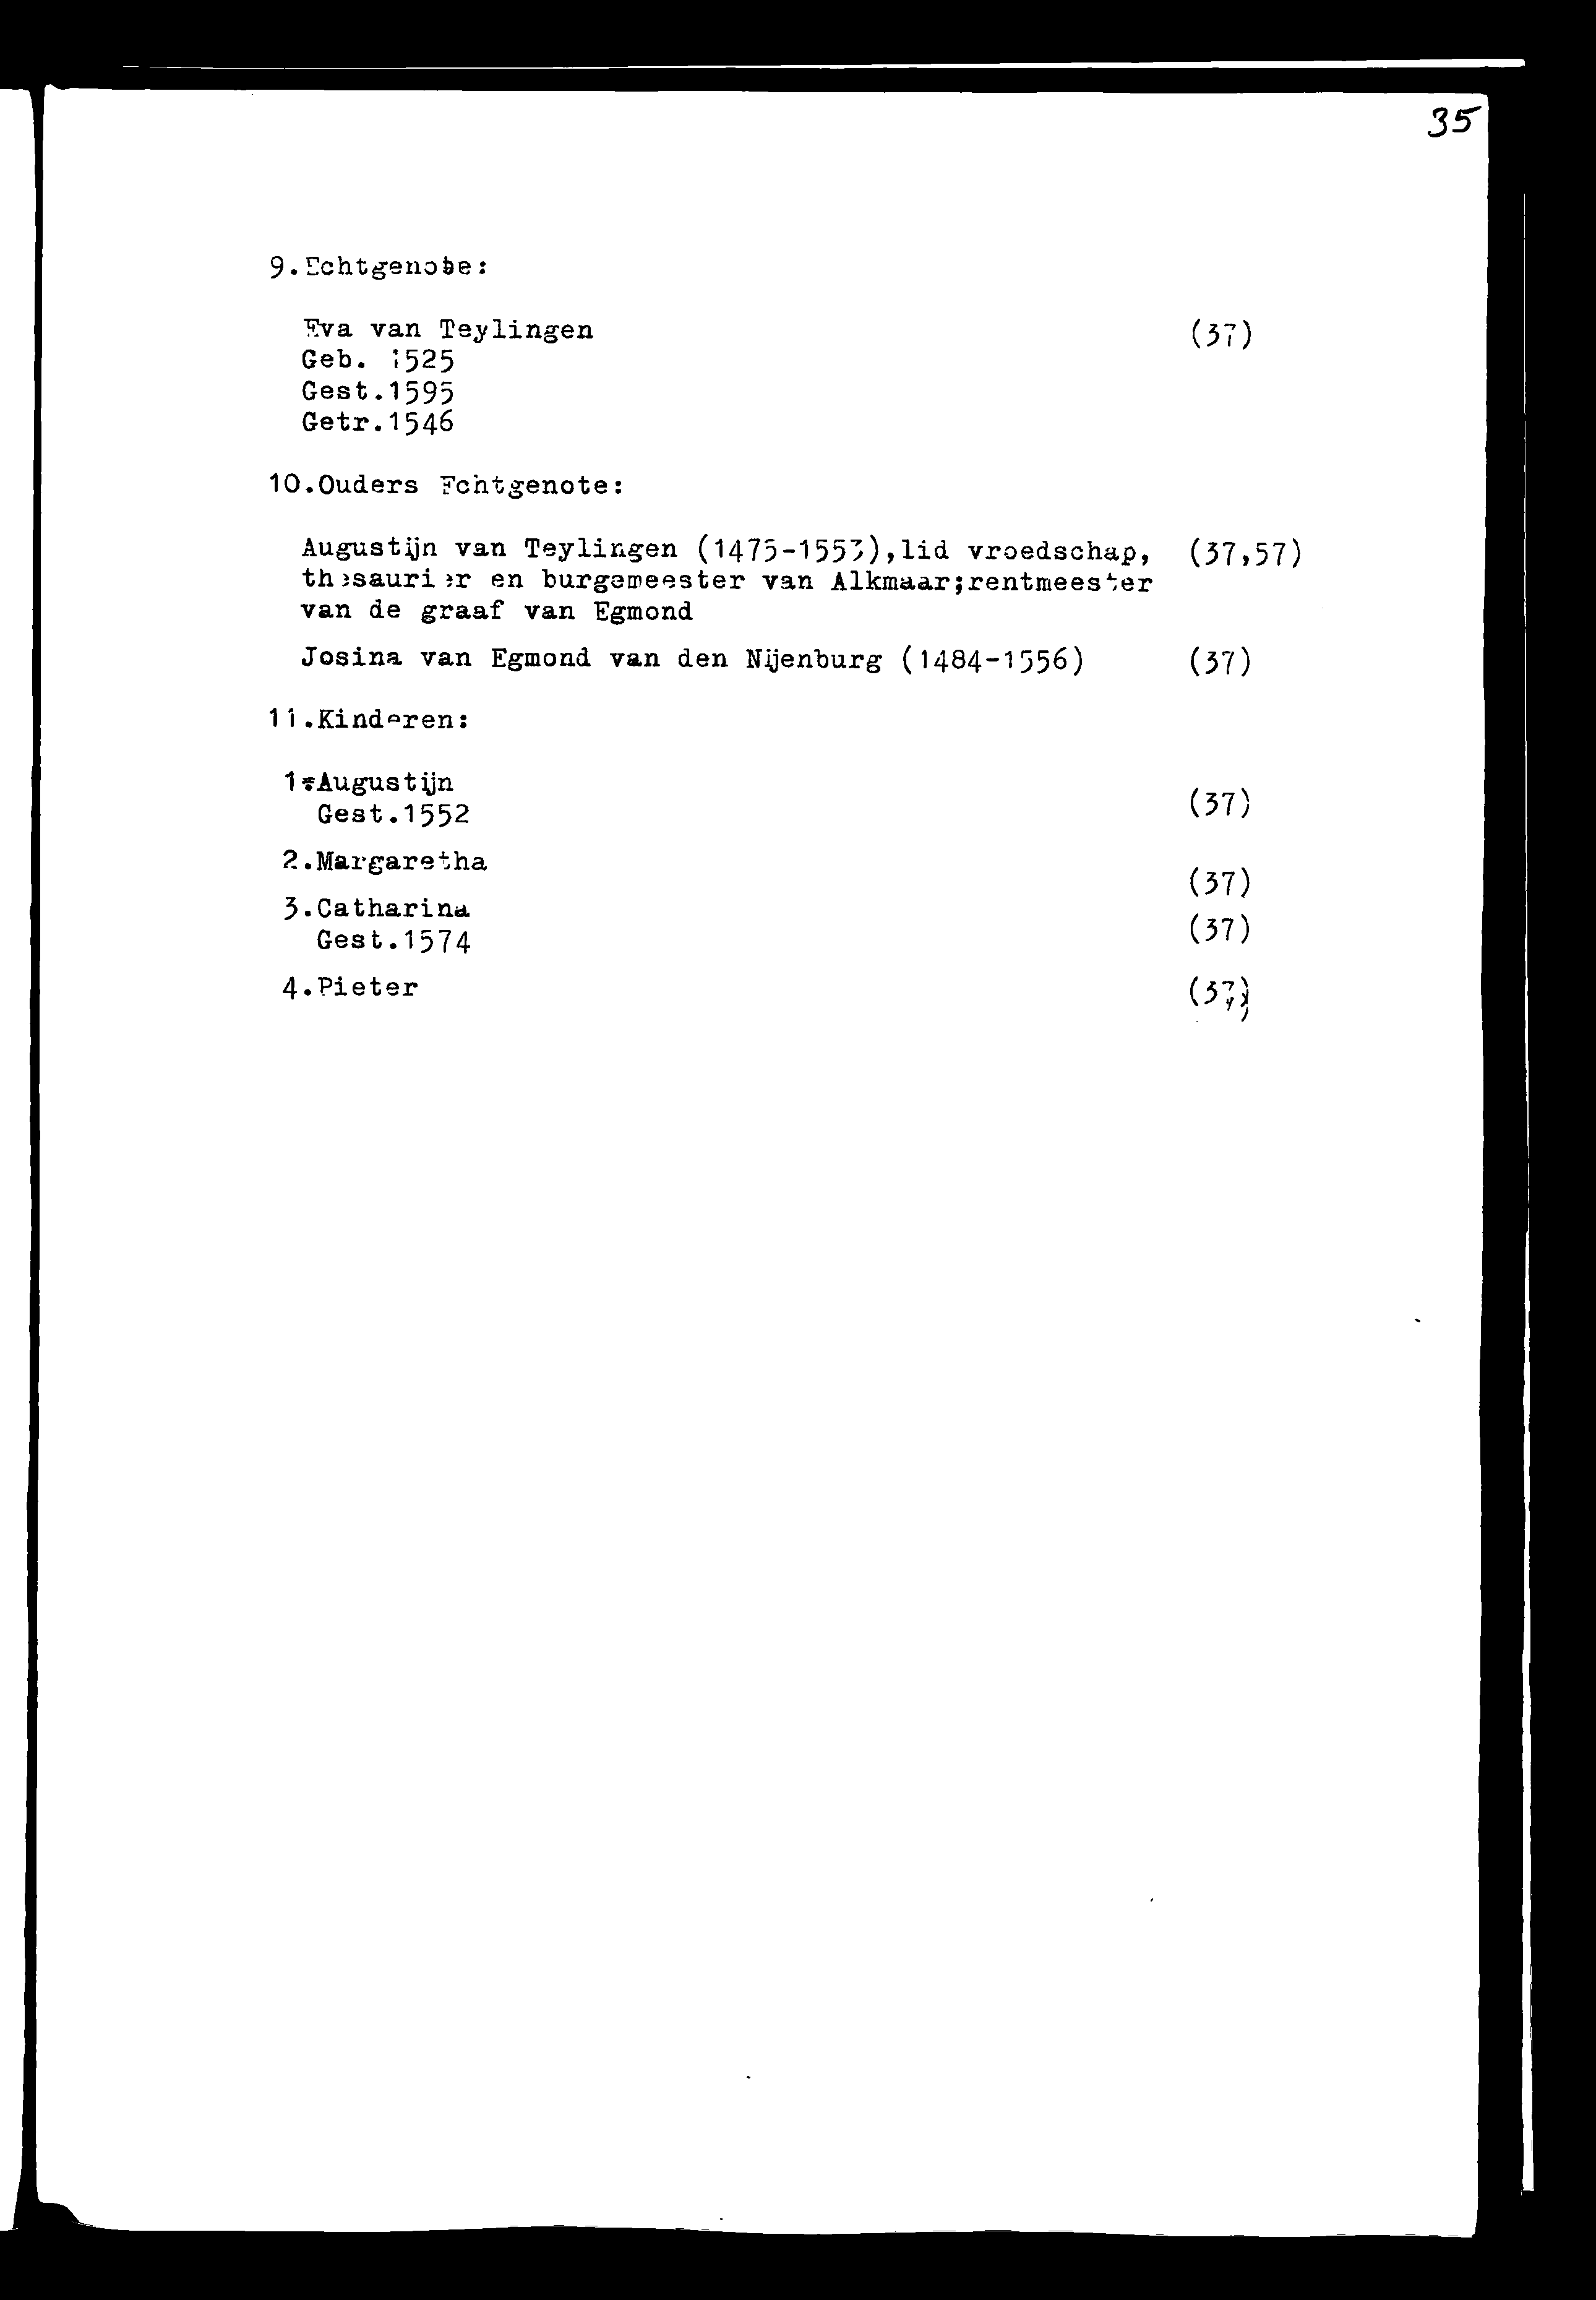 35
9.Echtgenote:
Eva van Teylingen (37)
Geb. 1525
Gest.1595
Getr.1546
10.Ouders Echtgenote:
Augustijn van Teylingen (1475-1553),lid vroedschap, (37,57)
thesaurier en burgemeester van Alkmaar;rentmeester
van de graaf van Egmond
Josina van Egmond van den Nijenburg (1484-1556) (37)
11.Kinderen:
1.Augustijn
Gest.1552 (37)
2.Margaretha
(37)
3.Catharina
(37)
Gest.1574
4.Pieter (37)